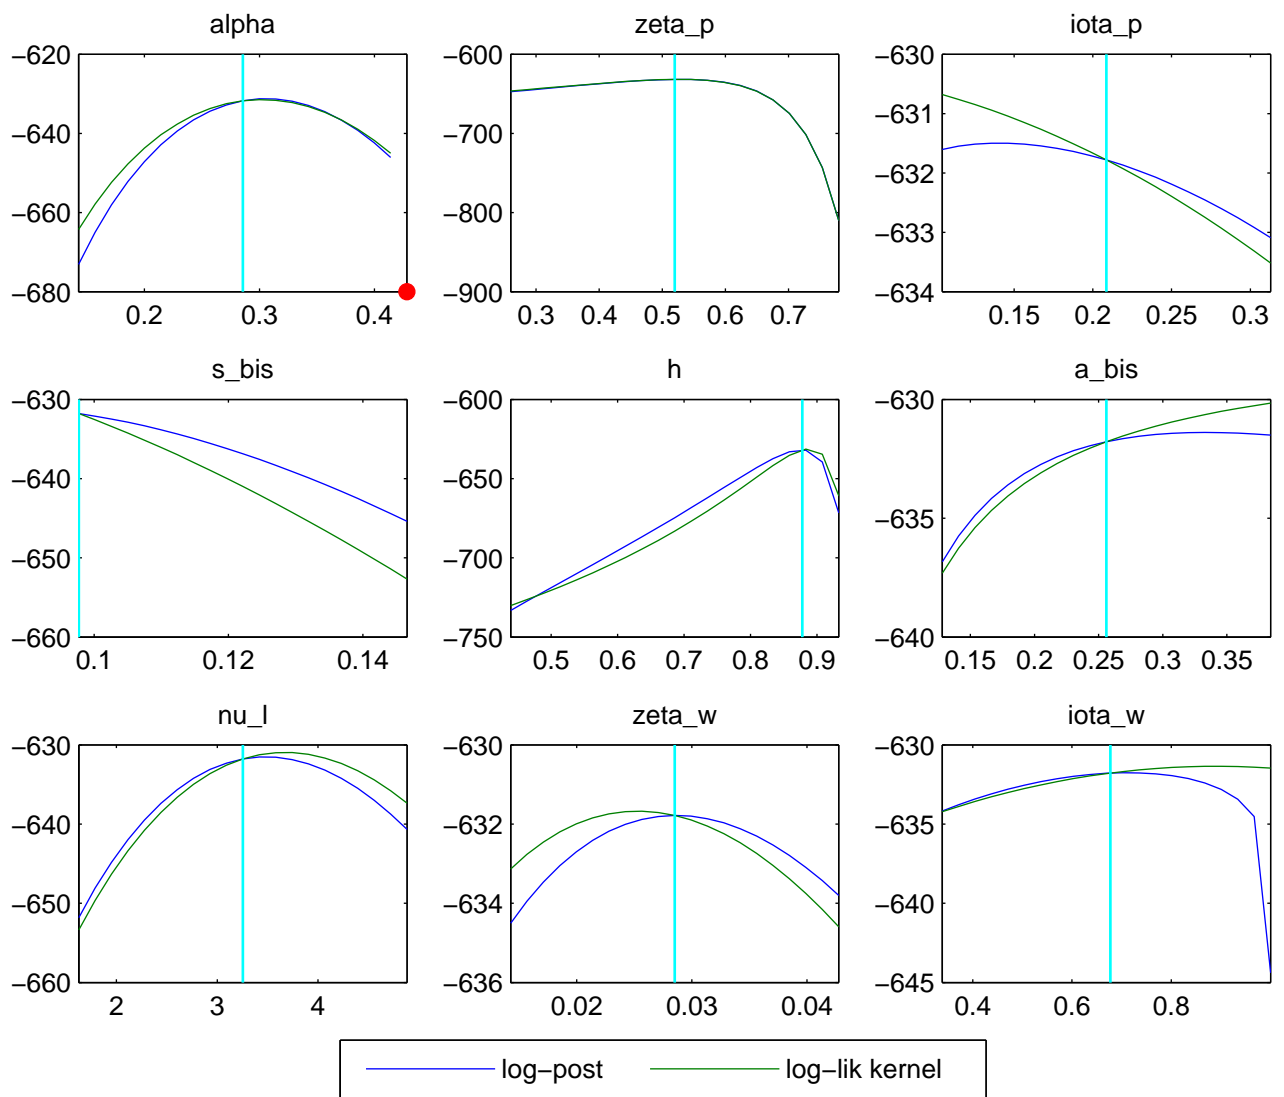 alpha
zeta_p
iota_p
−620
−640
−660
−680
0.2 0.3 0.4
−600
−700
−800
−900
0.3 0.4 0.5 0.6 0.7
−630
−631
−632
−633
−634
0.15 0.2 0.25 0.3
s_bis
h
a_bis
−630
−640
−650
−660
0.1 0.12 0.14
−600
−650
−700
−750
0.5 0.6 0.7 0.8 0.9
−630
−635
−640
0.15 0.2 0.25 0.3 0.35
nu_l
zeta_w
iota_w
−630
−640
−650
−660
2 3 4
−630
−632
−634
−636
0.02 0.03 0.04
−630
−635
−640
−645
0.4 0.6 0.8
log−post
log−lik kernel